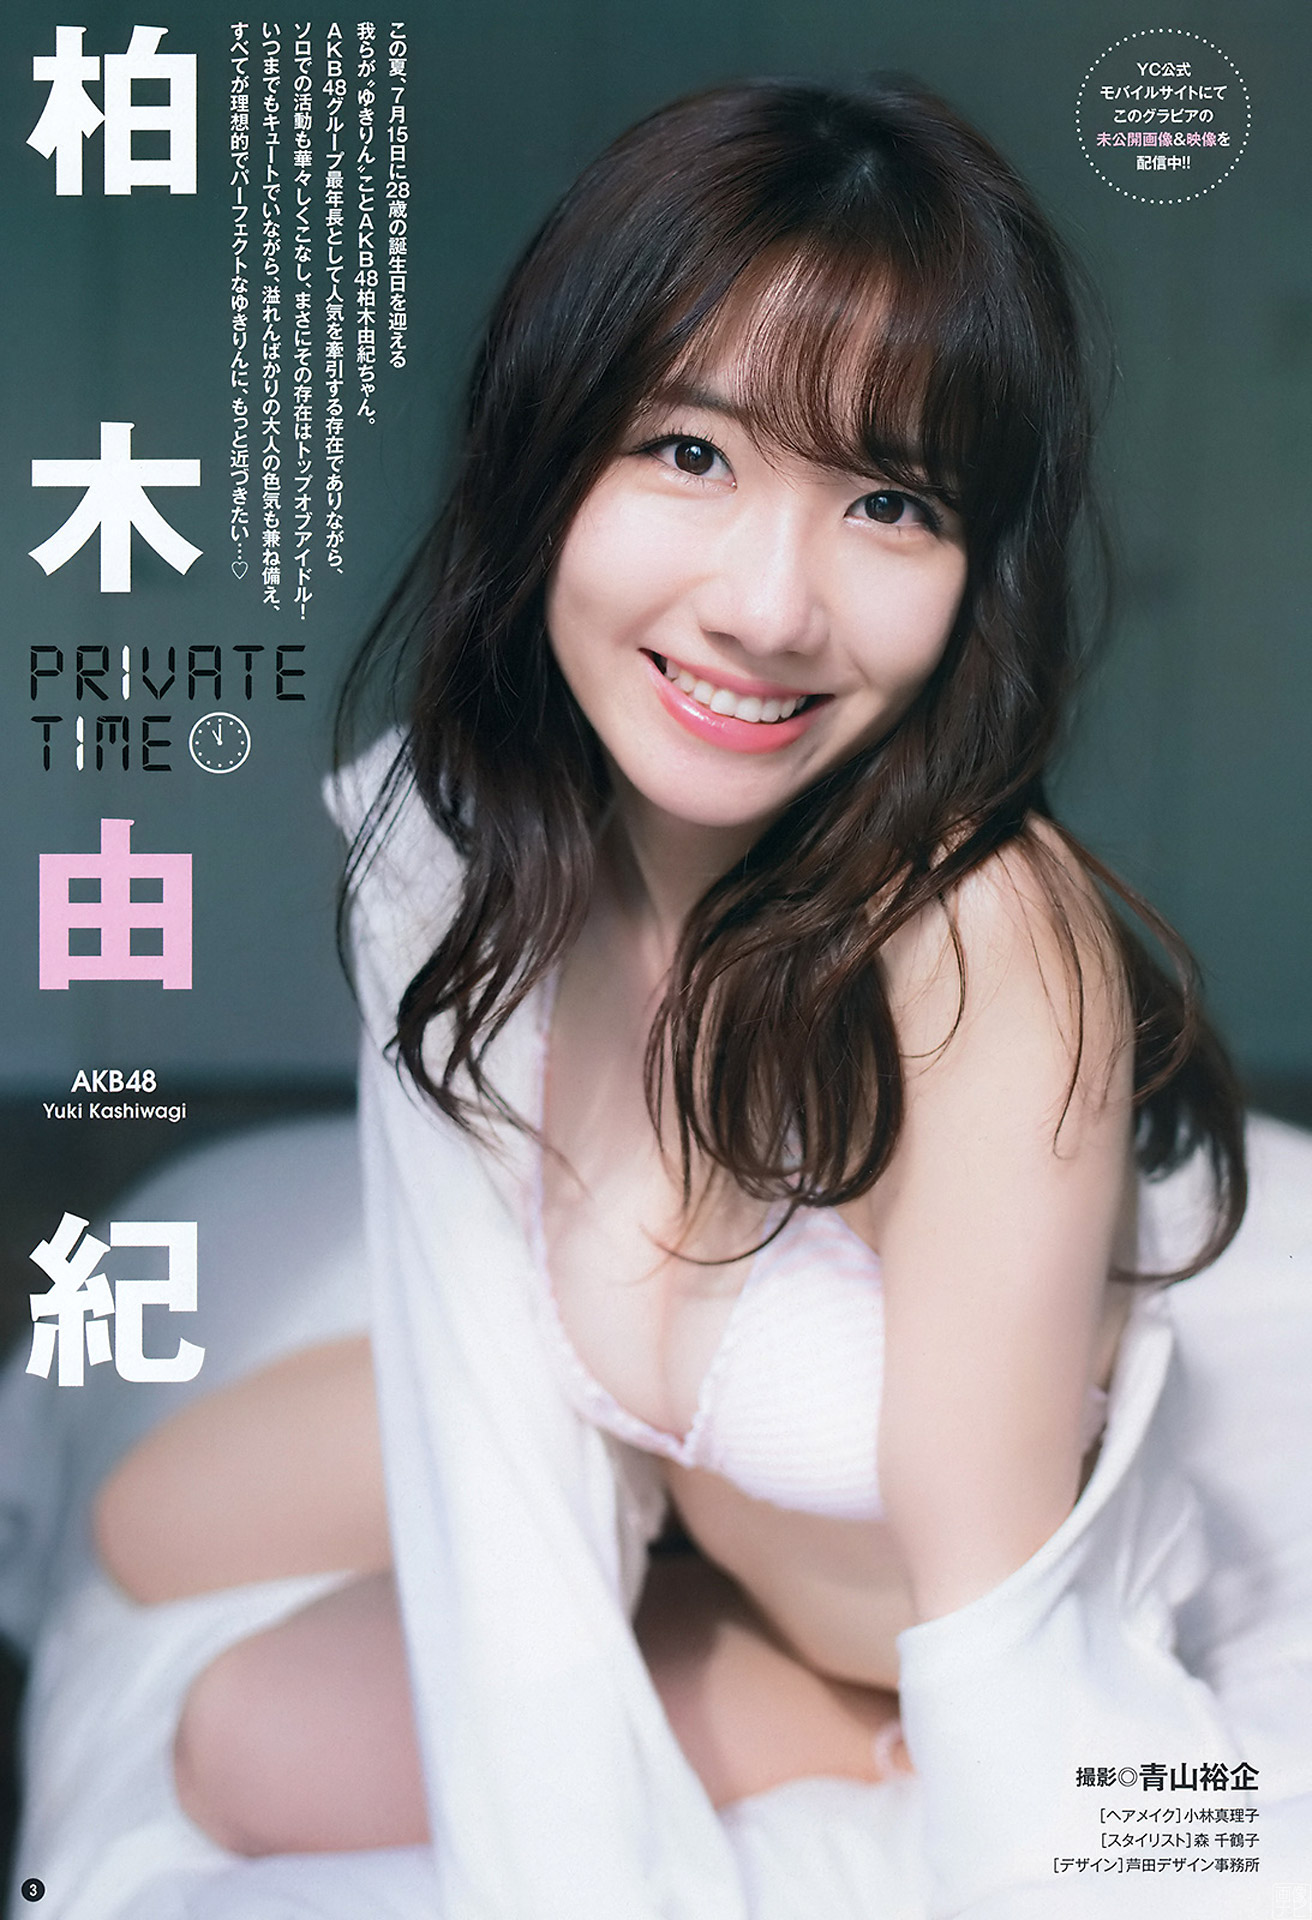 柏木由紀
この夏、7月15日に28歳の誕生日を迎える
我らが“ゆきりん”ことAKB48柏木由紀ちゃん。
AKB48グループ最年長として人気を牽引する存在でありながら、
ソロでの活動も華々しくこなし、まさにその存在はトップオブアイドル！
いつまでもキュートでいながら、溢れんばかりの大人の色気も兼ね備え、
すべてが理想的でパーフェクトなゆきりんに、もっと近づきたい…♡
PRIVATE
TIME
AKB48
Yuki Kashiwagi
YC公式
モバイルサイトにて
このグラビアの
未公開画像&映像を
配信中!!
撮影◎青山裕企
［ヘアメイク］小林真理子
［スタイリスト］森 千鶴子
［デザイン］芦田デザイン事務所
3